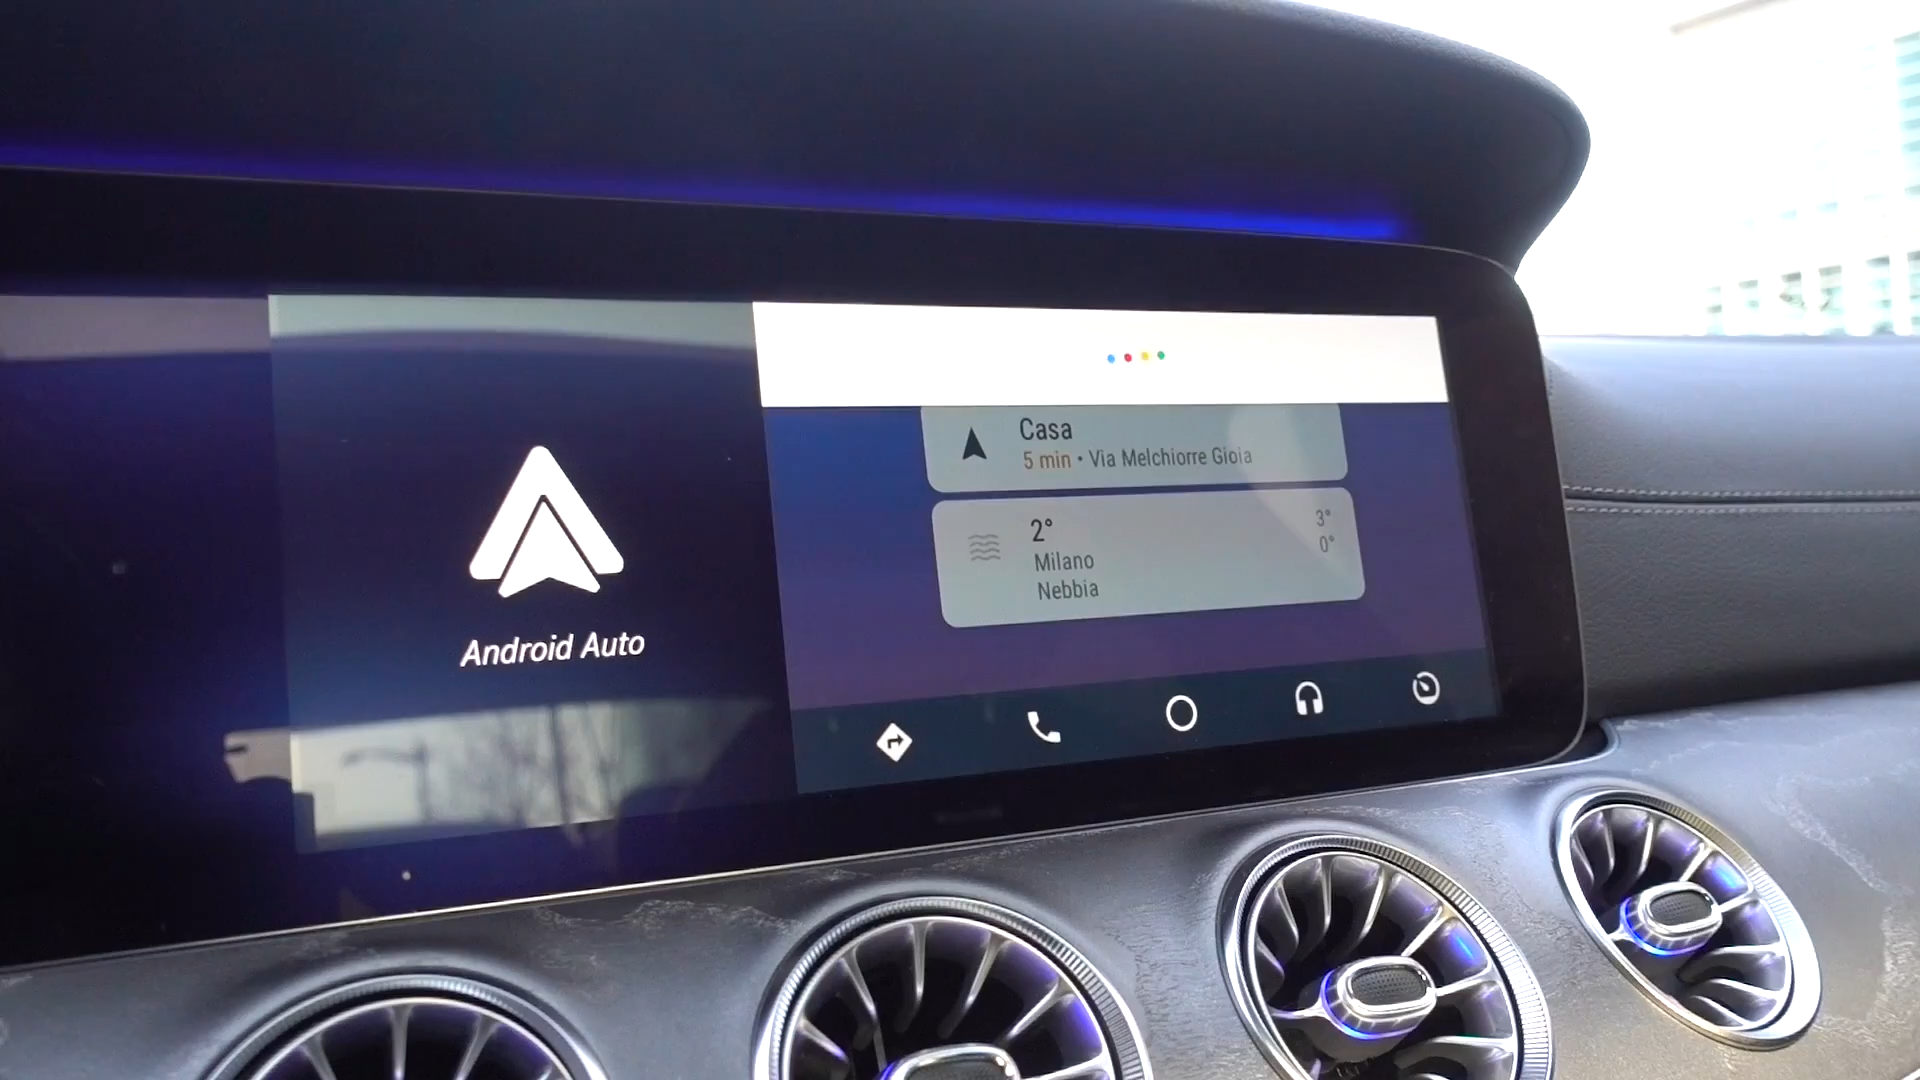 Android Auto
Casa
5 min • Via Melchiorre Gioia
2°
Milano
Nebbia
3°
0°